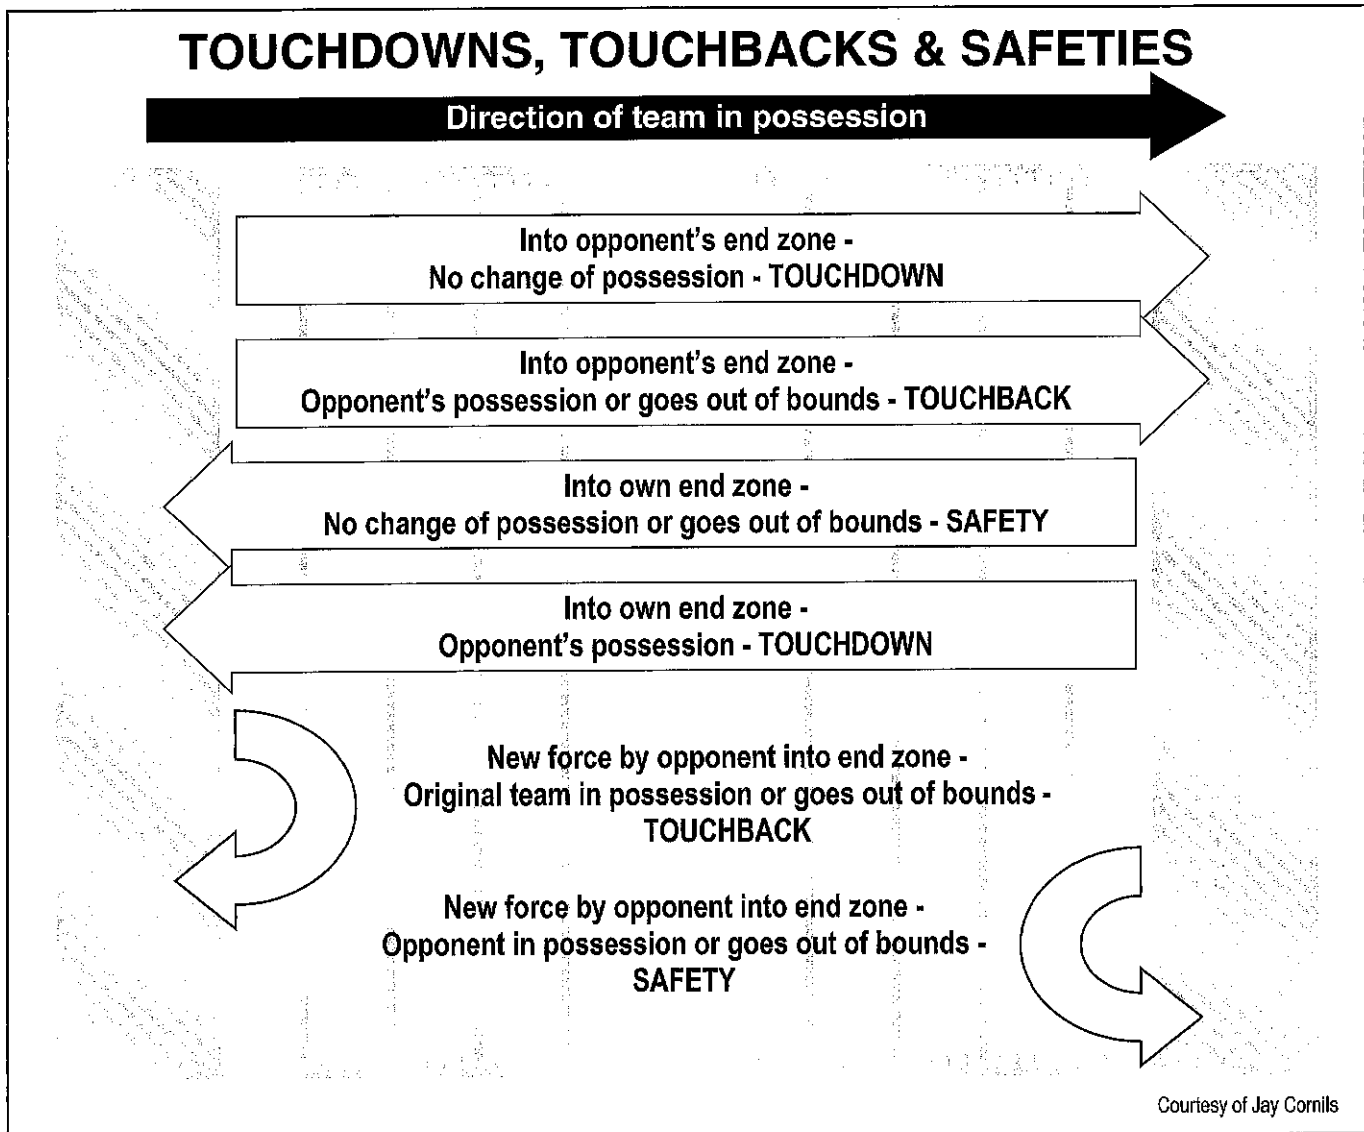 TOUCHDOWNS, TOUCHBACKS & SAFETIES
Direction of team in possession
Into opponent's end zone -
No change of possession - TOUCHDOWN
Into opponent's end zone -
Opponent's possession or goes out of bounds - TOUCHBACK
Into own end zone -
No change of possession or goes out of bounds - SAFETY
Into own end zone -
Opponent's possession - TOUCHDOWN
New force by opponent into end zone -
Original team in possession or goes out of bounds -
TOUCHBACK
New force by opponent into end zone -
Opponent in possession or goes out of bounds -
SAFETY
Courtesy of Jay Cornils